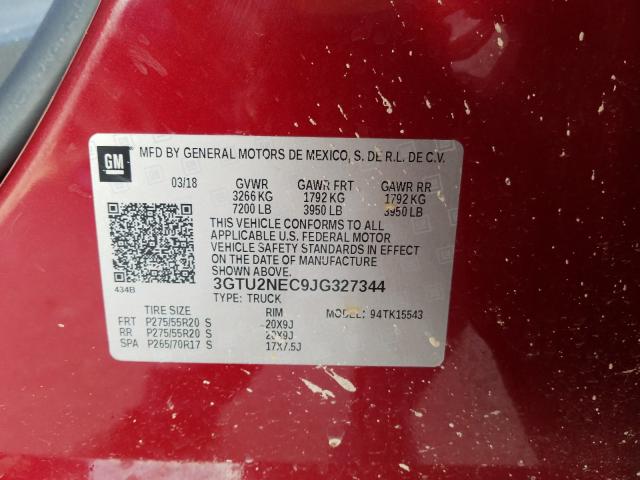 GM MFD BY GENERAL MOTORS DE MEXICO, S. DE R.L. DE C.V.
03/18 GVWR GAWR FRT GAWR RR
3266 KG 1792 KG 1792 KG
7200 LB 3950 LB 3950 LB
THIS VEHICLE CONFORMS TO ALL
APPLICABLE U.S. FEDERAL MOTOR
VEHICLE SAFETY STANDARDS IN EFFECT
ON THE DATE OF MANUFACTURE
SHOWN ABOVE.
434B 3GTU2NEC9JG327344
TYPE: TRUCK
TIRE SIZE RIM MODEL: 94TK15543
FRT P275/55R20 S 20X9J
RR P275/55R20 S 20X9J
SPA P265/70R17 S 17X7.5J